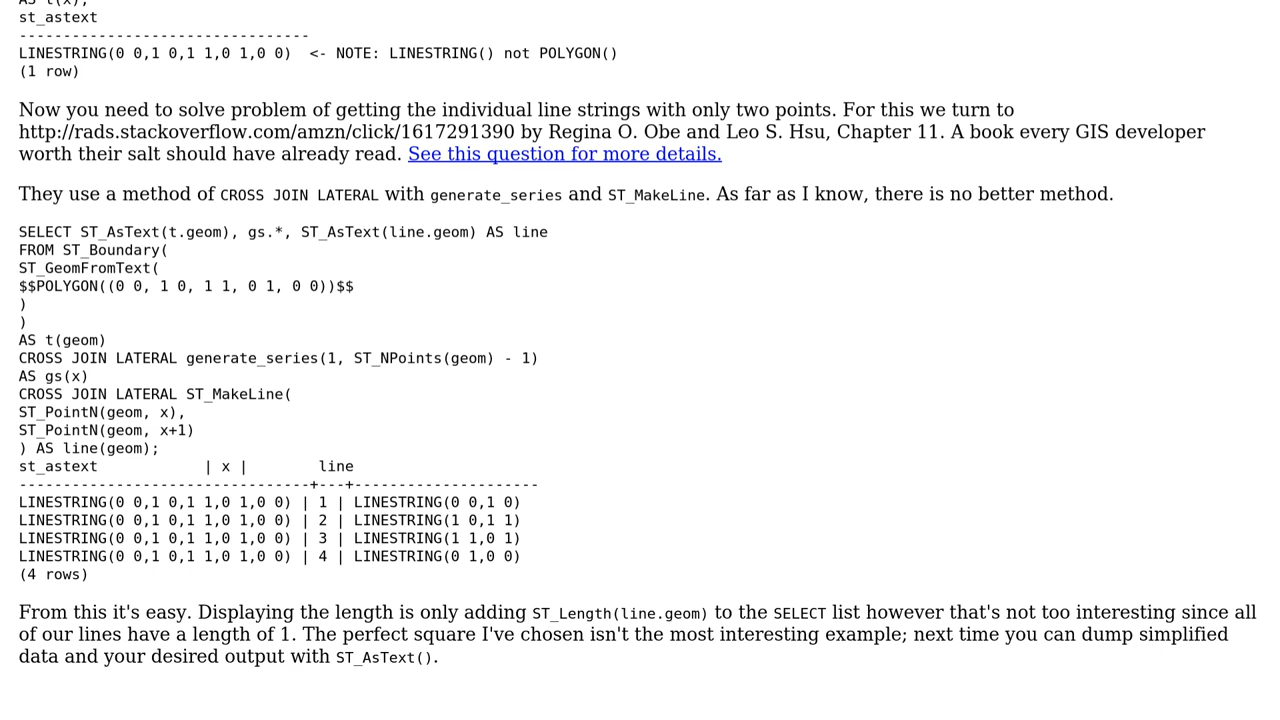 AS t(x);
st_astext
---------------------------------
LINESTRING(0 0,1 0,1 1,0 1,0 0)  <- NOTE: LINESTRING() not POLYGON()
(1 row)
Now you need to solve problem of getting the individual line strings with only two points. For this we turn to
http://rads.stackoverflow.com/amzn/click/1617291390 by Regina O. Obe and Leo S. Hsu, Chapter 11. A book every GIS developer
worth their salt should have already read. See this question for more details.
They use a method of CROSS JOIN LATERAL with generate_series and ST_MakeLine. As far as I know, there is no better method.
SELECT ST_AsText(t.geom), gs.*, ST_AsText(line.geom) AS line
FROM ST_Boundary(
ST_GeomFromText(
$$POLYGON((0 0, 1 0, 1 1, 0 1, 0 0))$$
)
)
AS t(geom)
CROSS JOIN LATERAL generate_series(1, ST_NPoints(geom) - 1)
AS gs(x)
CROSS JOIN LATERAL ST_MakeLine(
ST_PointN(geom, x),
ST_PointN(geom, x+1)
) AS line(geom);
st_astext            | x |        line
---------------------------------+---+---------------------
LINESTRING(0 0,1 0,1 1,0 1,0 0) | 1 | LINESTRING(0 0,1 0)
LINESTRING(0 0,1 0,1 1,0 1,0 0) | 2 | LINESTRING(1 0,1 1)
LINESTRING(0 0,1 0,1 1,0 1,0 0) | 3 | LINESTRING(1 1,0 1)
LINESTRING(0 0,1 0,1 1,0 1,0 0) | 4 | LINESTRING(0 1,0 0)
(4 rows)
From this it's easy. Displaying the length is only adding ST_Length(line.geom) to the SELECT list however that's not too interesting since all
of our lines have a length of 1. The perfect square I've chosen isn't the most interesting example; next time you can dump simplified
data and your desired output with ST_AsText().